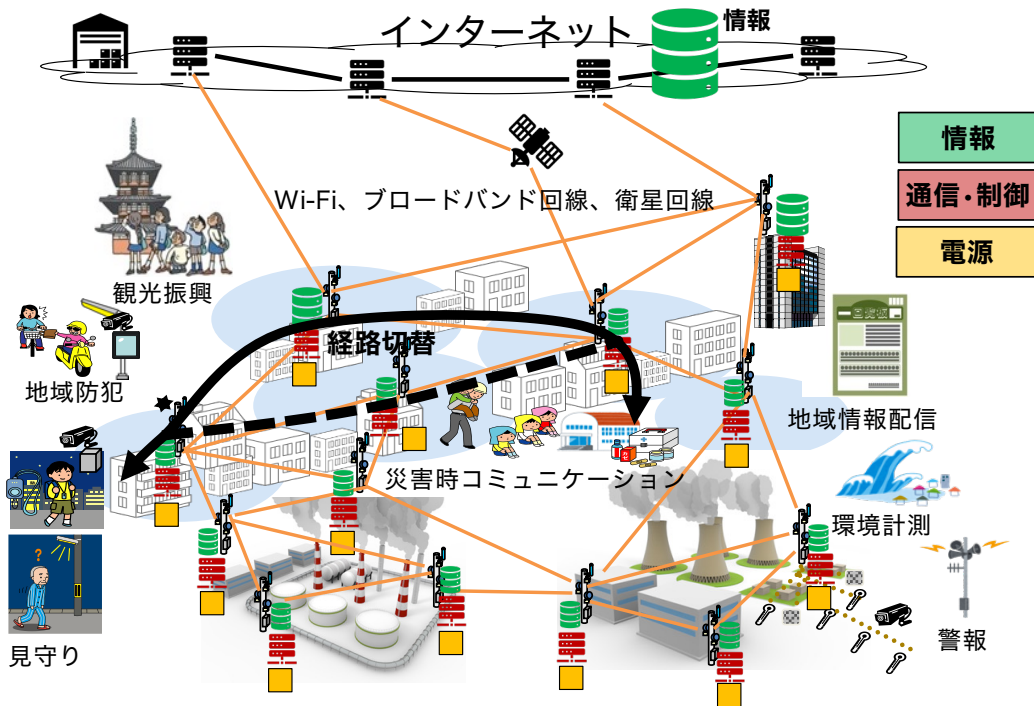 インターネット
情報
情報
通信・制御
電源
Wi-Fi、ブロードバンド回線、衛星回線
観光振興
経路切替
地域防犯
地域情報配信
災害時コミュニケーション
環境計測
?
見守り
警報